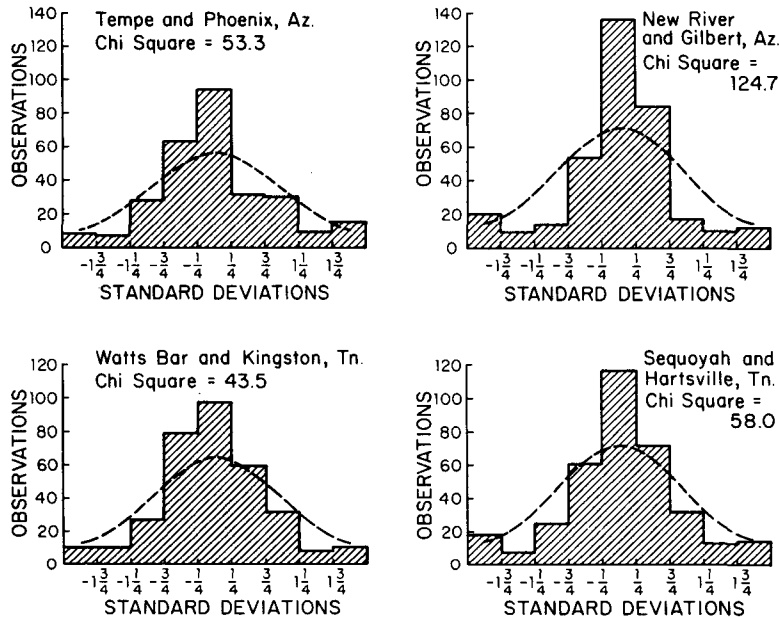 Tempe and Phoenix, Az.
Chi Square = 53.3
OBSERVATIONS
140
120
100
80
60
40
20
0
-1 3/4 -1 1/4 -3/4 -1/4 1/4 3/4 1 1/4 1 3/4
STANDARD DEVIATIONS
New River
and Gilbert, Az.
Chi Square =
124.7
OBSERVATIONS
140
120
100
80
60
40
20
0
-1 3/4 -1 1/4 -3/4 -1/4 1/4 3/4 1 1/4 1 3/4
STANDARD DEVIATIONS
Watts Bar and Kingston, Tn.
Chi Square = 43.5
OBSERVATIONS
120
100
80
60
40
20
0
-1 3/4 -1 1/4 -3/4 -1/4 1/4 3/4 1 1/4 1 3/4
STANDARD DEVIATIONS
Sequoyah and
Hartsville, Tn.
Chi Square =
58.0
OBSERVATIONS
120
100
80
60
40
20
0
-1 3/4 -1 1/4 -3/4 -1/4 1/4 3/4 1 1/4 1 3/4
STANDARD DEVIATIONS